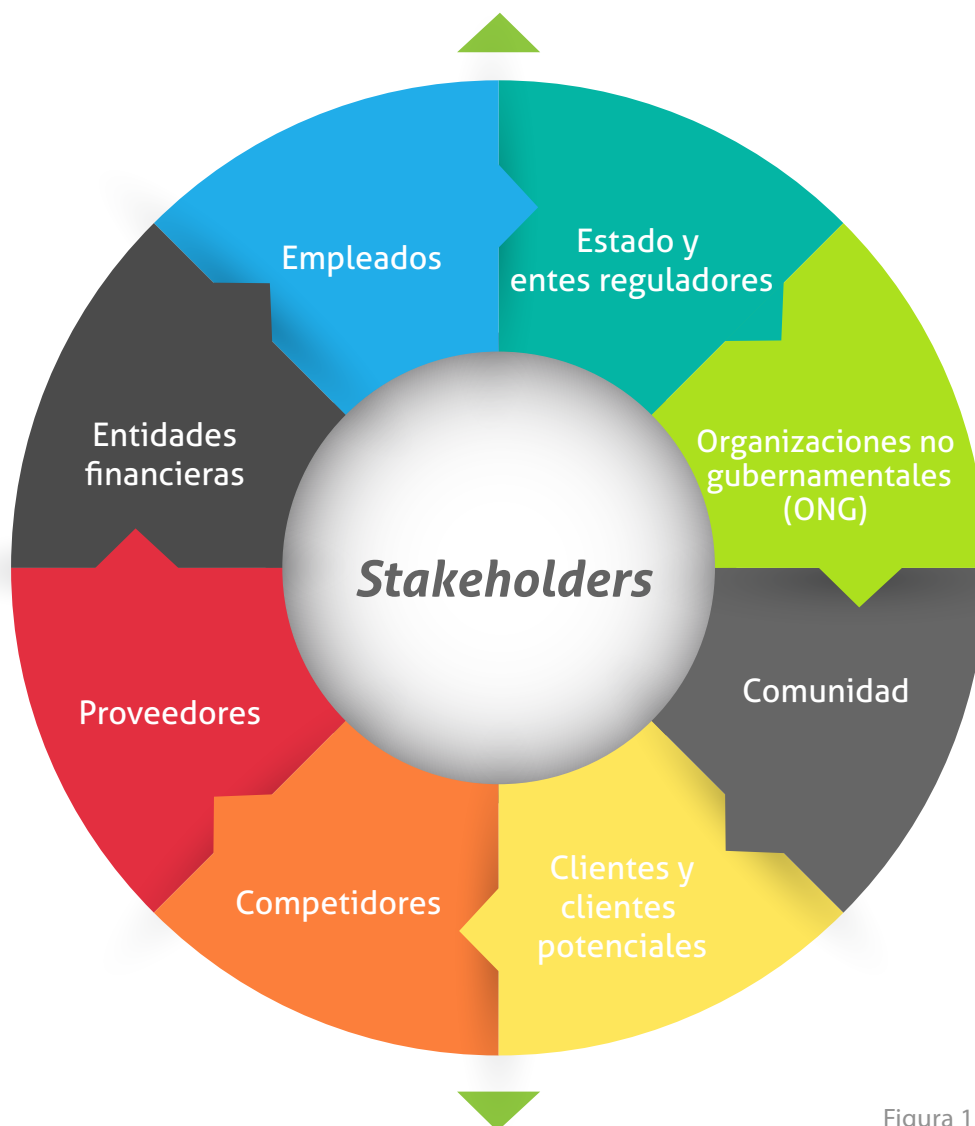 Empleados
Estado y
entes reguladores
Organizaciones no
gubernamentales
(ONG)
Entidades
financieras
Stakeholders
Comunidad
Proveedores
Clientes y
clientes
potenciales
Competidores
Figura 1